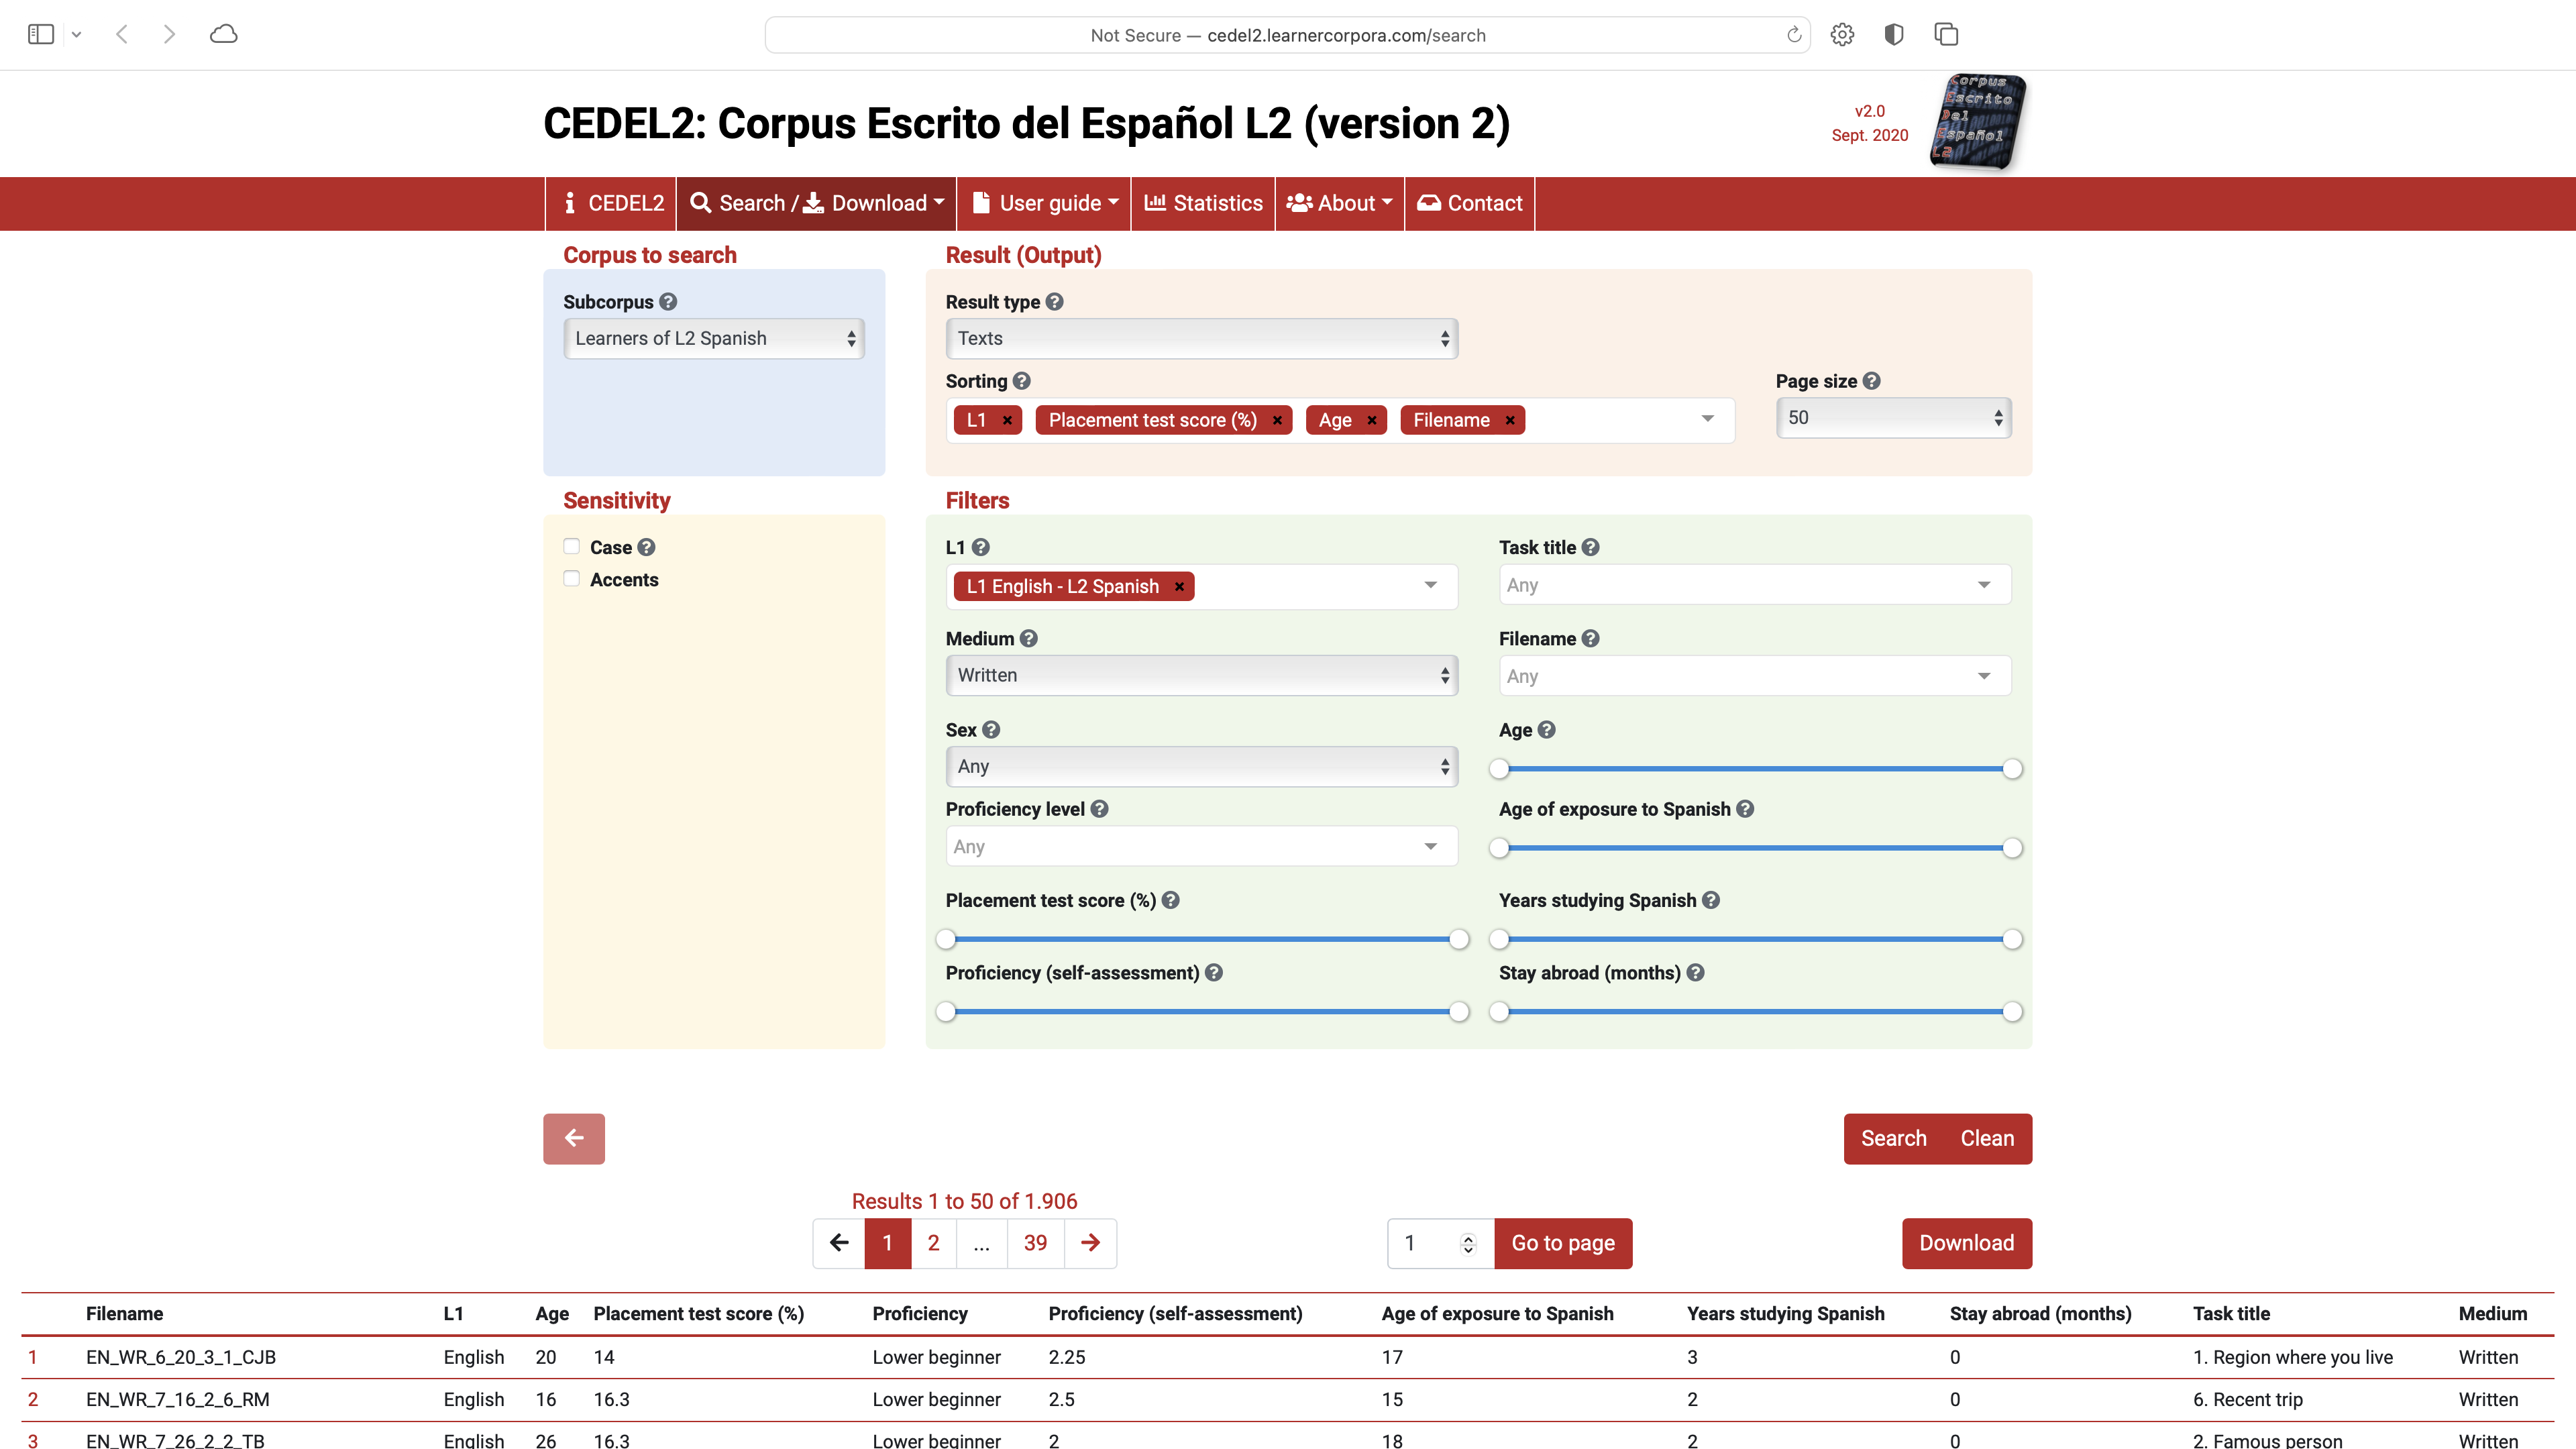 Not Secure — cedel2.learnercorpora.com/search
CEDEL2: Corpus Escrito del Español L2 (version 2)
v2.0
Sept. 2020
Corpus
Escrito
Del
Español
L2
CEDEL2
Search / Download
User guide
Statistics
About
Contact
Corpus to search
Result (Output)
Subcorpus
Learners of L2 Spanish
Result type
Texts
Sorting
L1 × Placement test score (%) × Age × Filename ×
Page size
50
Sensitivity
Case
Accents
Filters
L1
L1 English - L2 Spanish ×
Task title
Any
Medium
Written
Filename
Any
Sex
Any
Age
Proficiency level
Any
Age of exposure to Spanish
Placement test score (%)
Years studying Spanish
Proficiency (self-assessment)
Stay abroad (months)
Search Clean
Results 1 to 50 of 1.906
1 2 ... 39
1 Go to page
Download
Filename L1 Age Placement test score (%) Proficiency Proficiency (self-assessment) Age of exposure to Spanish Years studying Spanish Stay abroad (months) Task title Medium
1 EN_WR_6_20_3_1_CJB English 20 14 Lower beginner 2.25 17 3 0 1. Region where you live Written
2 EN_WR_7_16_2_6_RM English 16 16.3 Lower beginner 2.5 15 2 0 6. Recent trip Written
3 EN_WR_7_26_2_2_TB English 26 16.3 Lower beginner 2 18 2 0 2. Famous person Written